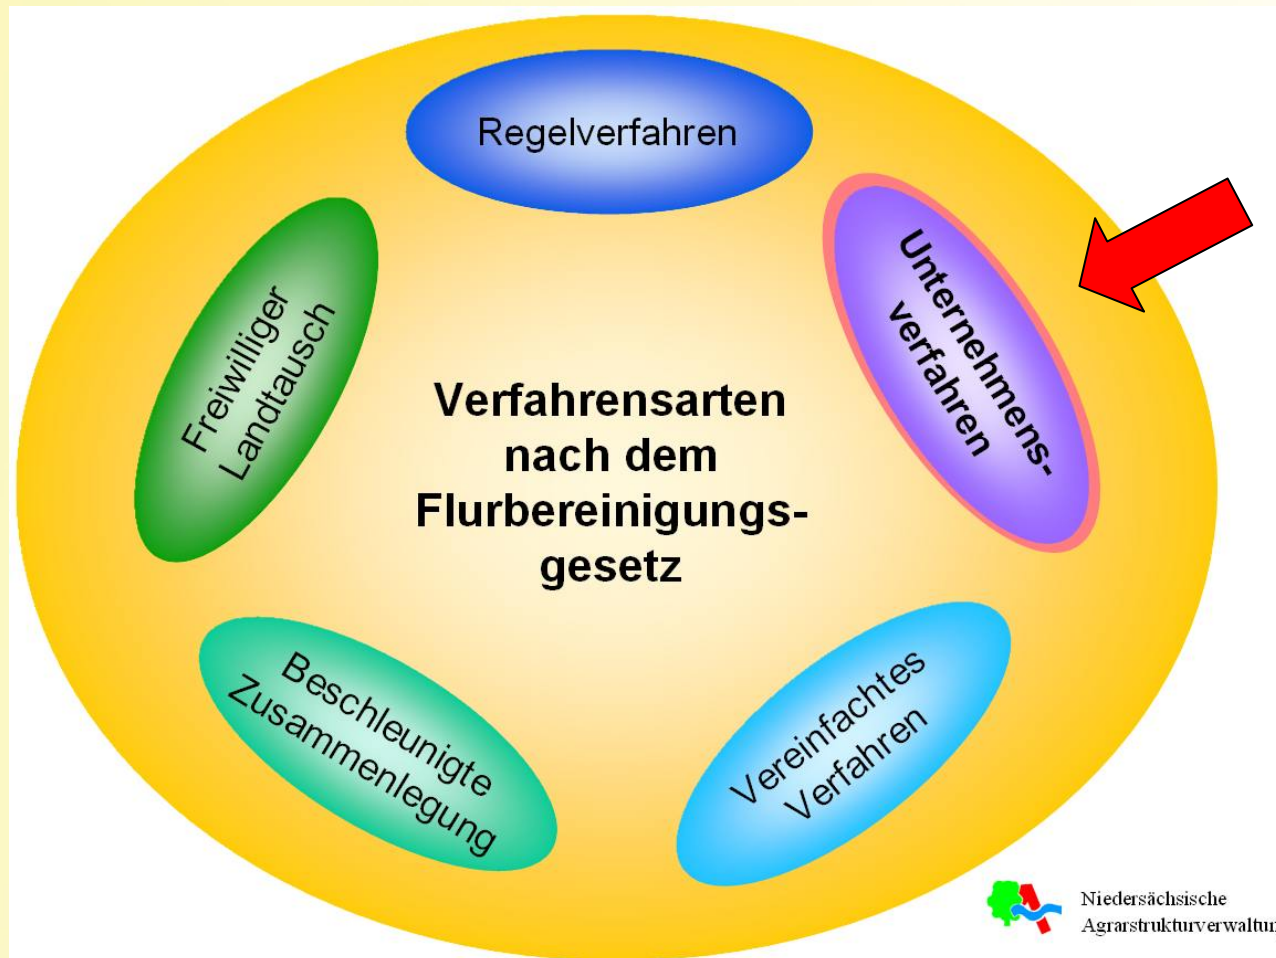 Regelverfahren
Unternehmens-
verfahren
Freiwilliger
Landtausch
Verfahrensarten
nach dem
Flurbereinigungs-
gesetz
Beschleunigte
Zusammenlegung
Vereinfachtes
Verfahren
Niedersächsische
Agrarstrukturverwaltun